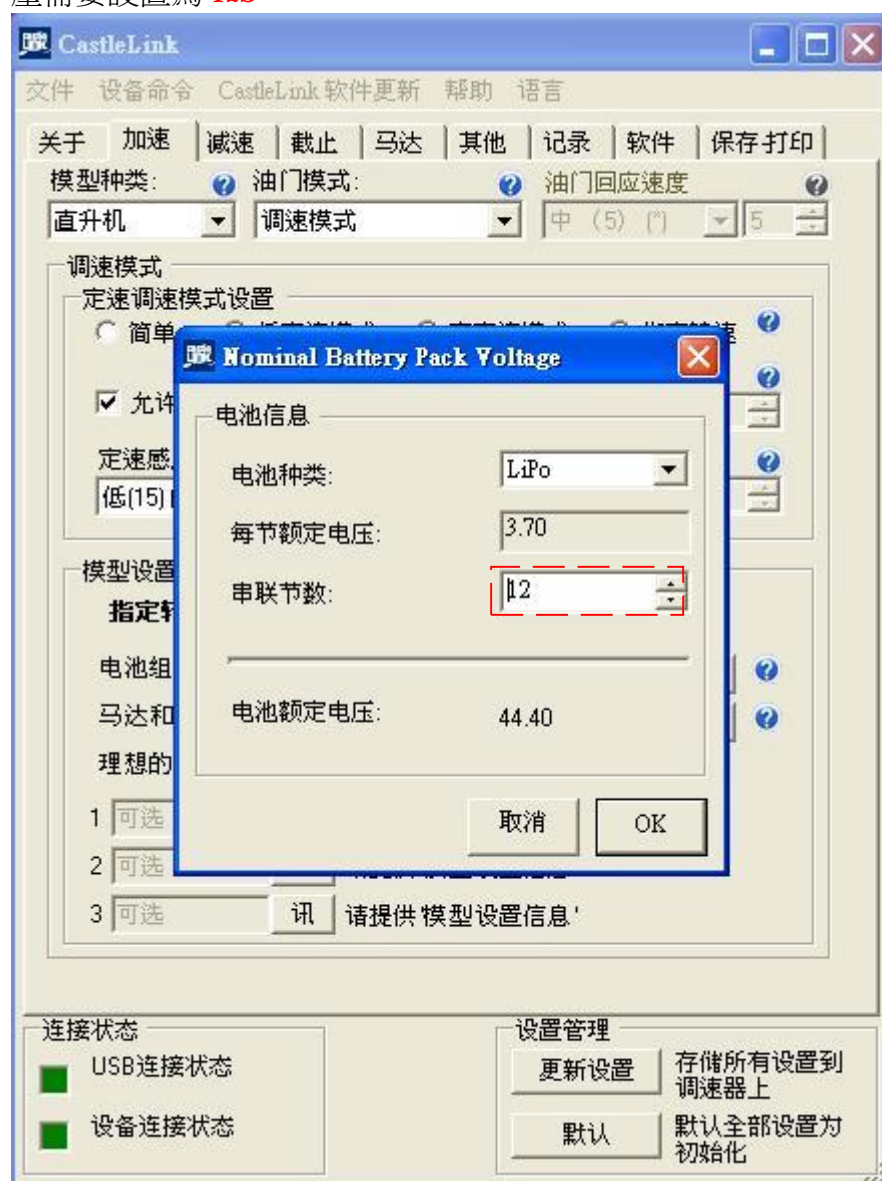 CastleLink
文件 设备命令 CastleLink 软件更新 帮助 语言
关于 加速 减速 截止 马达 其他 记录 软件 保存·打印
模型种类: 油门模式: 油门回应速度
直升机 调速模式 中 (5) (*) 5
调速模式
定速调速模式设置
简单
Nominal Battery Pack Voltage
允许
电池信息
定速感
电池种类: LiPo
低(15)
每节额定电压: 3.70
模型设置
串联节数: 12
指定转
电池组
马达和
电池额定电压: 44.40
理想的
1 可选
取消 OK
2 可选
3 可选 讯 请提供'模型设置信息'
连接状态 设置管理
USB连接状态 更新设置 存储所有设置到
调速器上
设备连接状态 默认 默认全部设置为
初始化